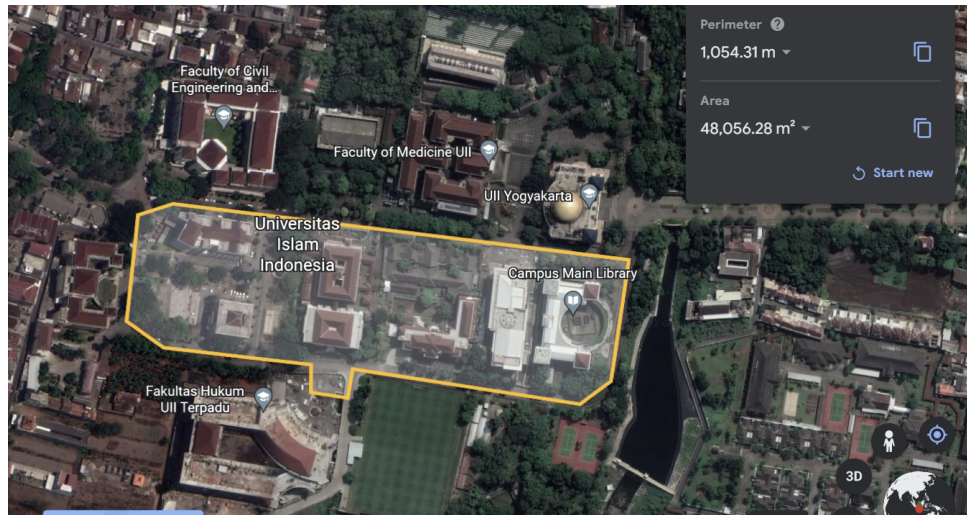 Perimeter ?
1,054.31 m
Area
48,056.28 m²
Start new
Faculty of Civil
Engineering and...
Faculty of Medicine UII
UII Yogyakarta
Universitas
Islam
Indonesia
Campus Main Library
Fakultas Hukum
UII Terpadu
3D